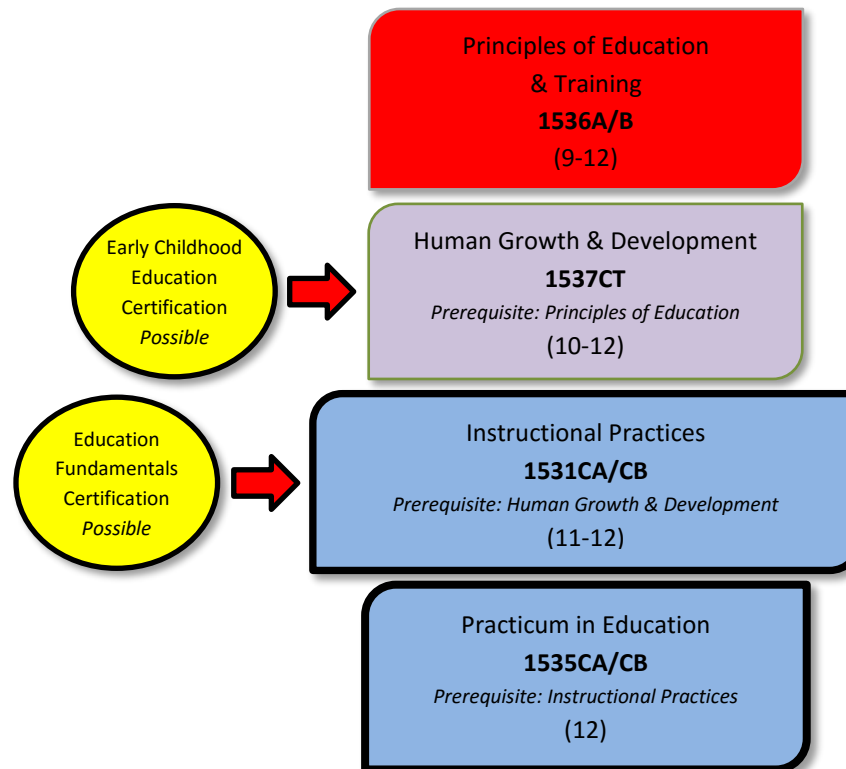 Principles of Education
& Training
1536A/B
(9-12)
Early Childhood
Education
Certification
Possible
Human Growth & Development
1537CT
Prerequisite: Principles of Education
(10-12)
Education
Fundamentals
Certification
Possible
Instructional Practices
1531CA/CB
Prerequisite: Human Growth & Development
(11-12)
Practicum in Education
1535CA/CB
Prerequisite: Instructional Practices
(12)